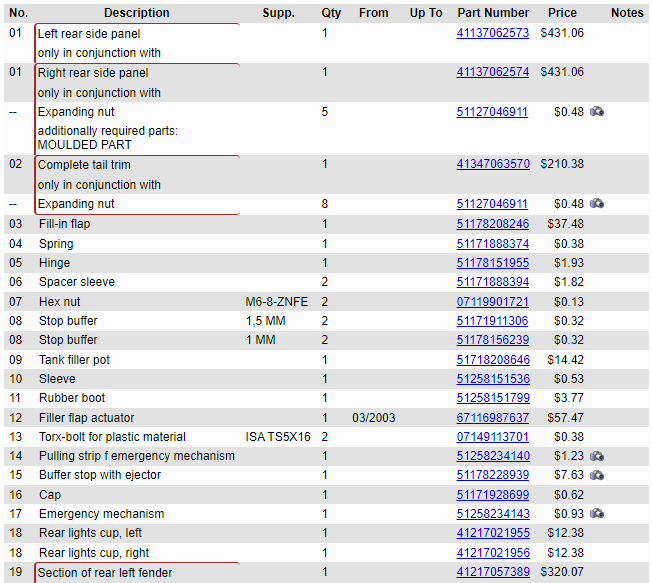 No. Description Supp. Qty From Up To Part Number Price Notes
01 Left rear side panel 1 41137062573 $431.06
only in conjunction with
01 Right rear side panel 1 41137062574 $431.06
only in conjunction with
-- Expanding nut 5 51127046911 $0.48
additionally required parts:
MOULDED PART
02 Complete tail trim 1 41347063570 $210.38
only in conjunction with
-- Expanding nut 8 51127046911 $0.48
03 Fill-in flap 1 51178208246 $37.48
04 Spring 1 51171888374 $0.38
05 Hinge 1 51178151955 $1.93
06 Spacer sleeve 2 51171888394 $1.82
07 Hex nut M6-8-ZNFE 2 07119901721 $0.13
08 Stop buffer 1,5 MM 2 51171911306 $0.32
08 Stop buffer 1 MM 2 51178156239 $0.32
09 Tank filler pot 1 51718208646 $14.42
10 Sleeve 1 51258151536 $0.53
11 Rubber boot 1 51258151799 $3.77
12 Filler flap actuator 1 03/2003 67116987637 $57.47
13 Torx-bolt for plastic material ISA TS5X16 2 07149113701 $0.38
14 Pulling strip f emergency mechanism 1 51258234140 $1.23
15 Buffer stop with ejector 1 51178228939 $7.63
16 Cap 1 51171928699 $0.62
17 Emergency mechanism 1 51258234143 $0.93
18 Rear lights cup, left 1 41217021955 $12.38
18 Rear lights cup, right 1 41217021956 $12.38
19 Section of rear left fender 1 41217057389 $320.07